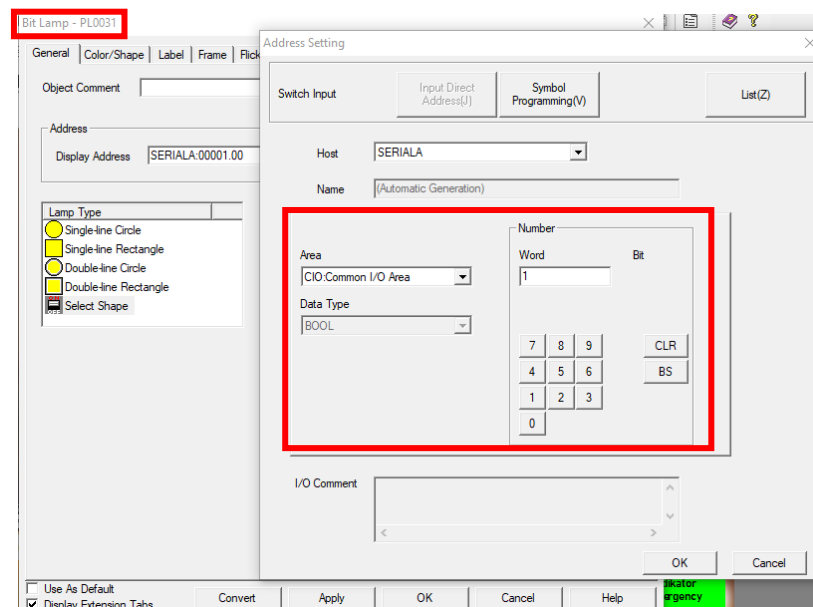 Bit Lamp - PL0031
General Color/Shape Label Frame Flick
Object Comment
Address
Display Address SERIALA:00001.00
Lamp Type
Single-line Circle
Single-line Rectangle
Double-line Circle
Double-line Rectangle
Select Shape
Use As Default
Display Extension Tabs
Convert Apply OK Cancel Help
Address Setting
Switch Input
Input Direct
Address(J)
Symbol
Programming(V)
List(Z)
Host SERIALA
Name (Automatic Generation)
Area
CIO:Common I/O Area
Data Type
BOOL
Number
Word Bit
1
7 8 9 CLR
4 5 6 BS
1 2 3
0
I/O Comment
OK Cancel
dikator
ergency